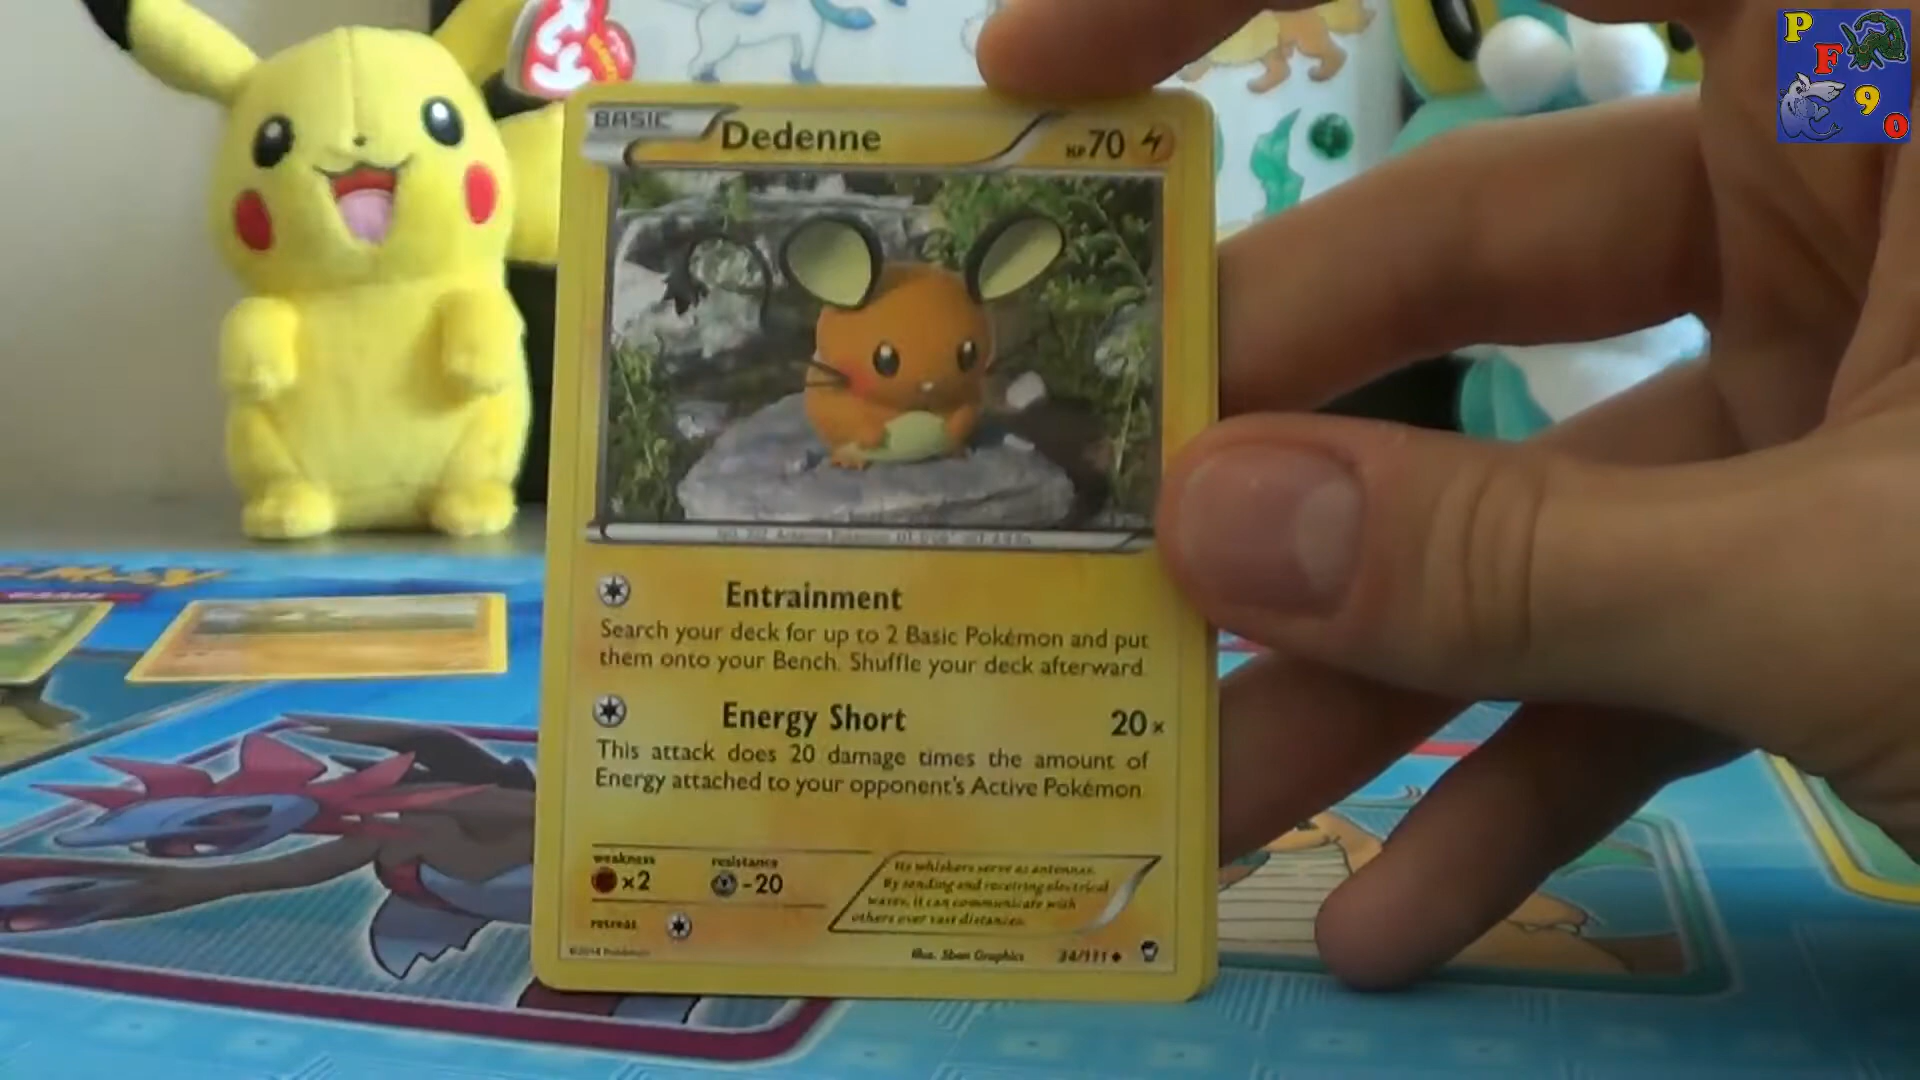 P
F
9
0
ty
BASIC
Dedenne
HP70
Entrainment
Search your deck for up to 2 Basic Pokémon and put
them onto your Bench. Shuffle your deck afterward.
Energy Short
20×
This attack does 20 damage times the amount of
Energy attached to your opponent's Active Pokémon.
weakness
×2
resistance
-20
retreat
Its whiskers serve as antennas.
By sending and receiving electrical
waves, it can communicate with
others over vast distances.
©2014 Pokémon
Illus. 5ban Graphics
34/111